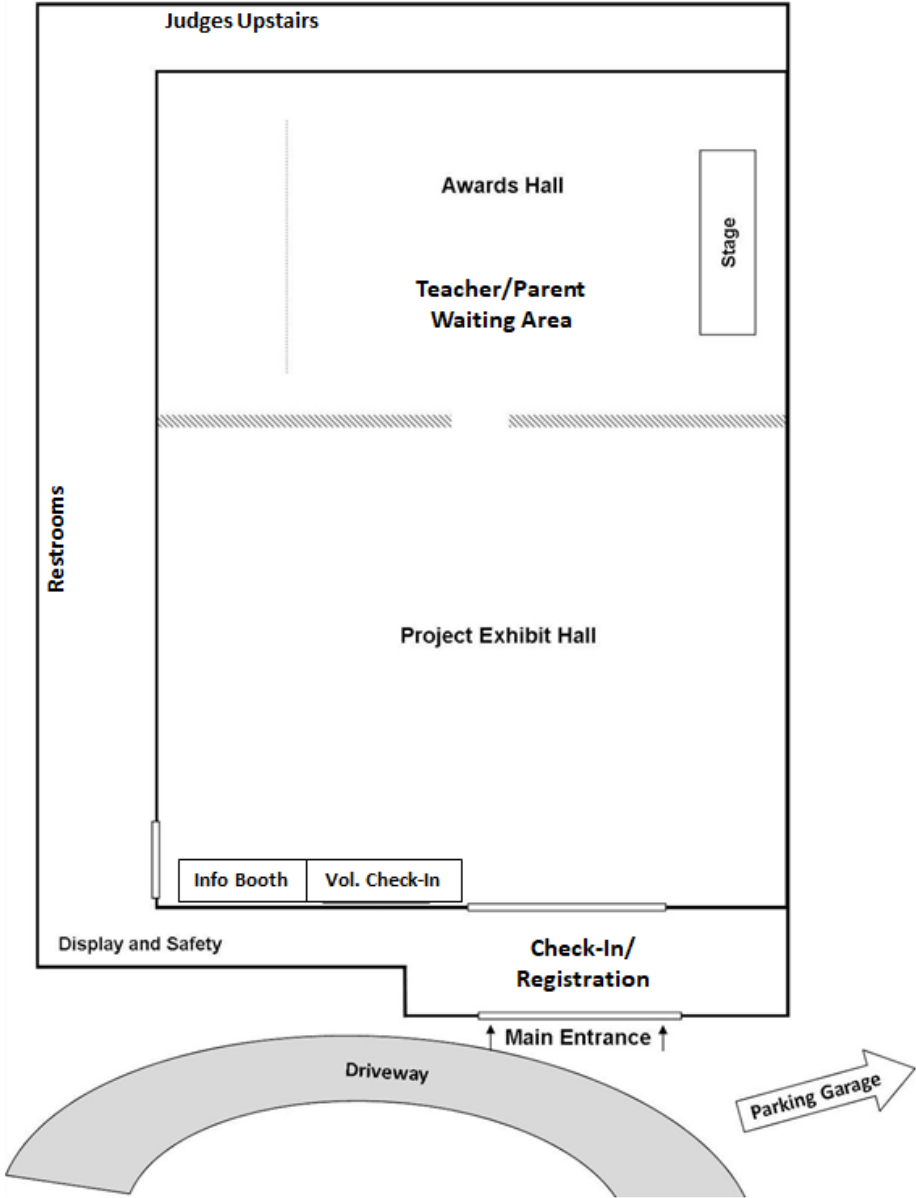 Judges Upstairs
Awards Hall
Stage
Teacher/Parent
Waiting Area
Restrooms
Project Exhibit Hall
Info Booth
Vol. Check-In
Display and Safety
Check-In/
Registration
Main Entrance
Driveway
Parking Garage